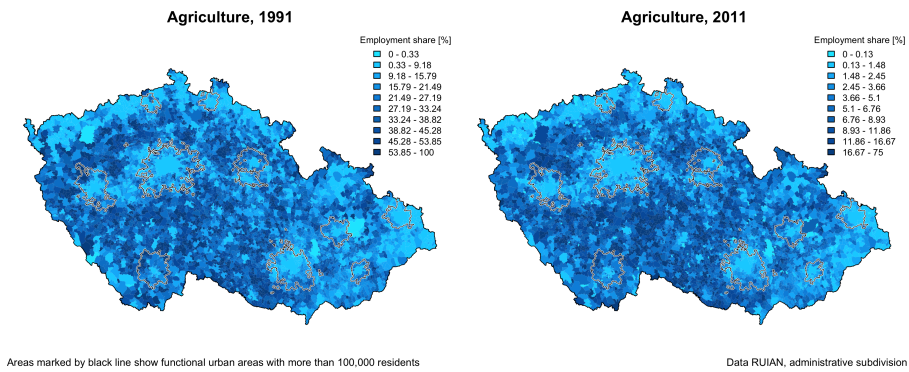 Agriculture, 1991
Employment share [%]
0 - 0.33
0.33 - 9.18
9.18 - 15.79
15.79 - 21.49
21.49 - 27.19
27.19 - 33.24
33.24 - 38.82
38.82 - 45.28
45.28 - 53.85
53.85 - 100
Agriculture, 2011
Employment share [%]
0 - 0.13
0.13 - 1.48
1.48 - 2.45
2.45 - 3.66
3.66 - 5.1
5.1 - 6.76
6.76 - 8.93
8.93 - 11.86
11.86 - 16.67
16.67 - 75
Areas marked by black line show functional urban areas with more than 100,000 residents
Data RUIAN, administrative subdivision